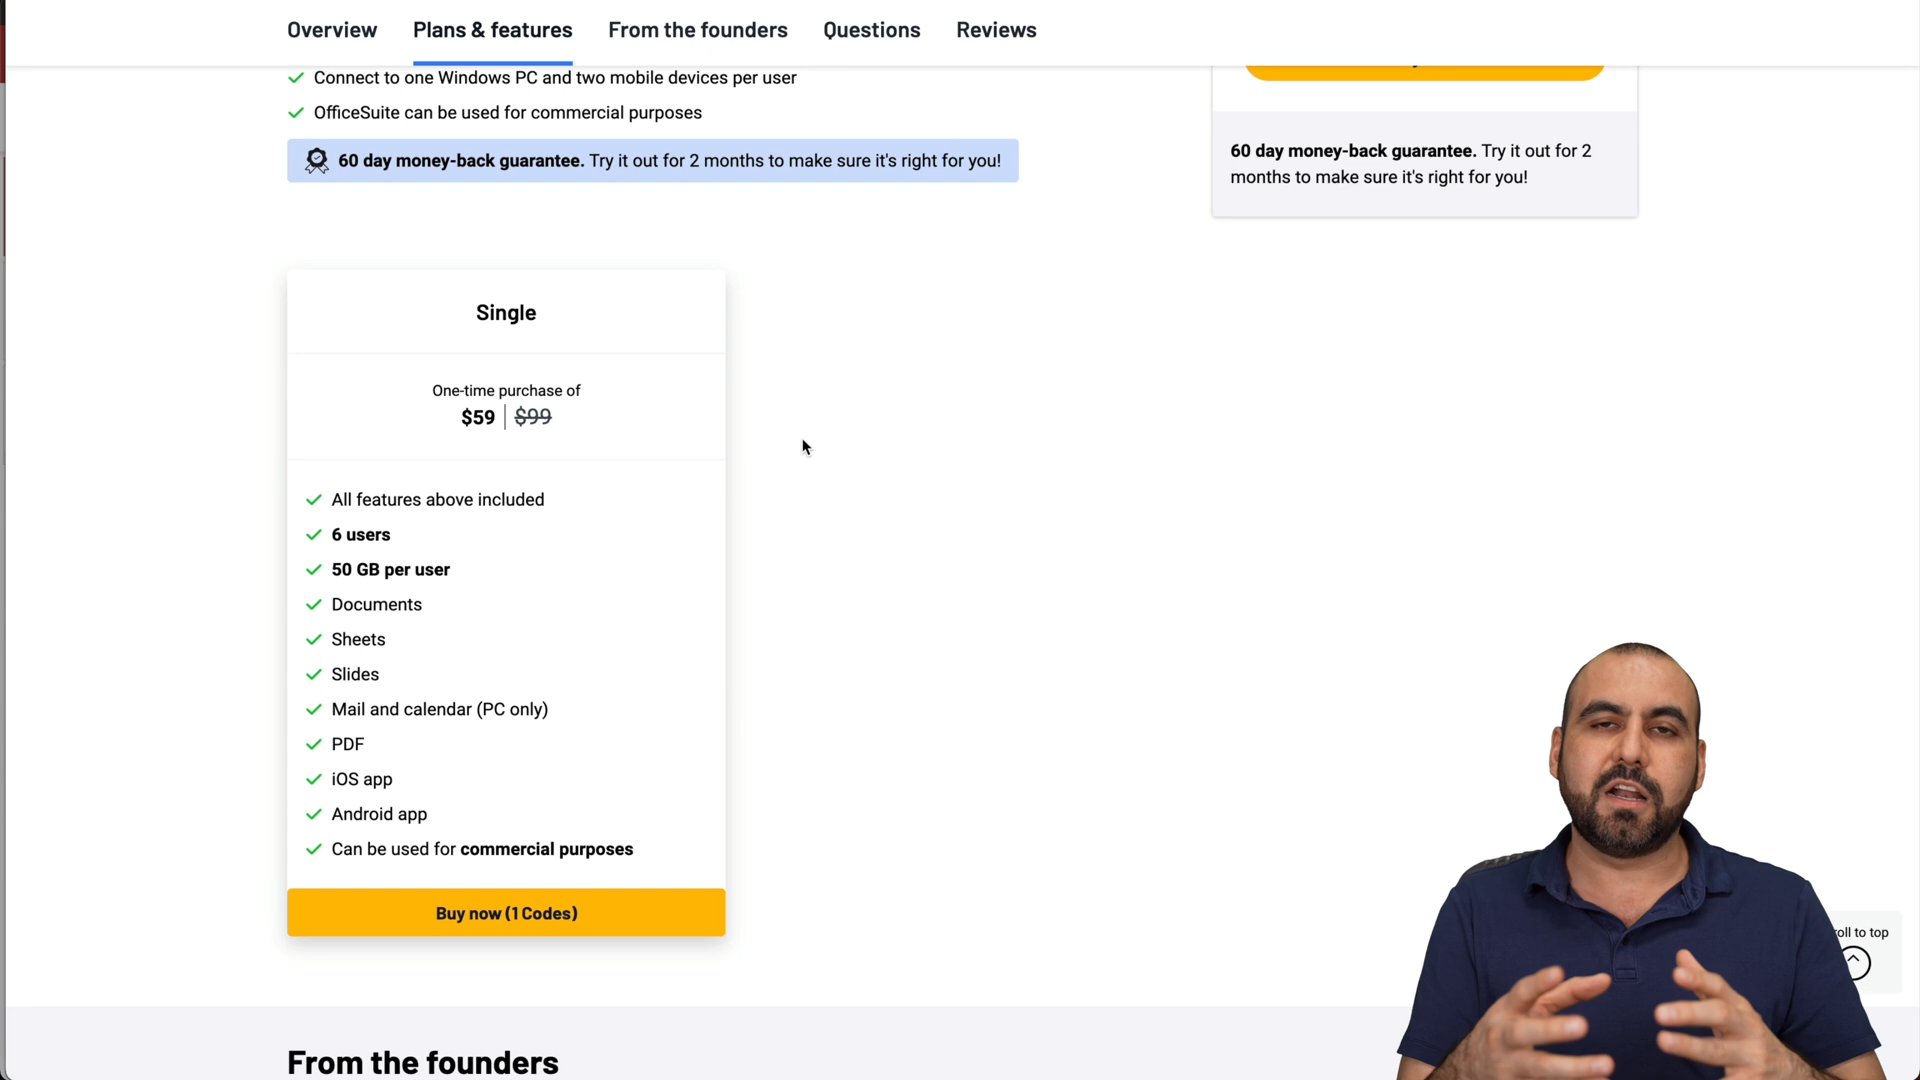 Overview Plans & features From the founders Questions Reviews
Connect to one Windows PC and two mobile devices per user
OfficeSuite can be used for commercial purposes
60 day money-back guarantee. Try it out for 2 months to make sure it's right for you!
60 day money-back guarantee. Try it out for 2
months to make sure it's right for you!
Single
One-time purchase of
$59 | $99
All features above included
6 users
50 GB per user
Documents
Sheets
Slides
Mail and calendar (PC only)
PDF
iOS app
Android app
Can be used for commercial purposes
Buy now (1 Codes)
to top
From the founders